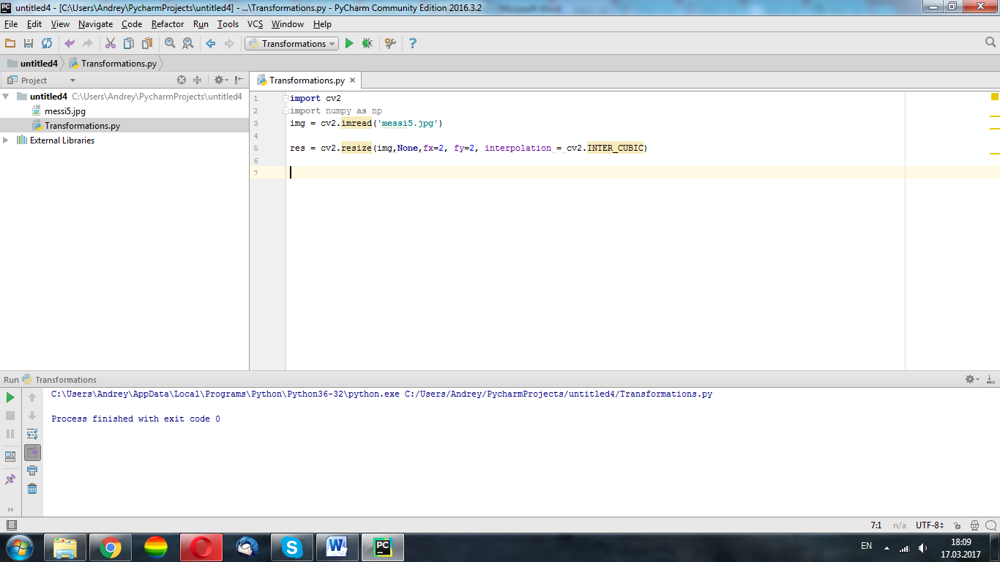 untitled4 - [C:\Users\Andrey\PycharmProjects\untitled4] - ...\Transformations.py - PyCharm Community Edition 2016.3.2
File Edit View Navigate Code Refactor Run Tools VCS Window Help
Transformations
untitled4 Transformations.py
Project
Transformations.py
untitled4 C:\Users\Andrey\PycharmProjects\untitled4
messi5.jpg
Transformations.py
External Libraries
1 import cv2
2 import numpy as np
3 img = cv2.imread('messi5.jpg')
4
5 res = cv2.resize(img,None,fx=2, fy=2, interpolation = cv2.INTER_CUBIC)
6
7
Run Transformations
C:\Users\Andrey\AppData\Local\Programs\Python\Python36-32\python.exe C:/Users/Andrey/PycharmProjects/untitled4/Transformations.py
Process finished with exit code 0
7:1 n/a UTF-8
EN
18:09
17.03.2017